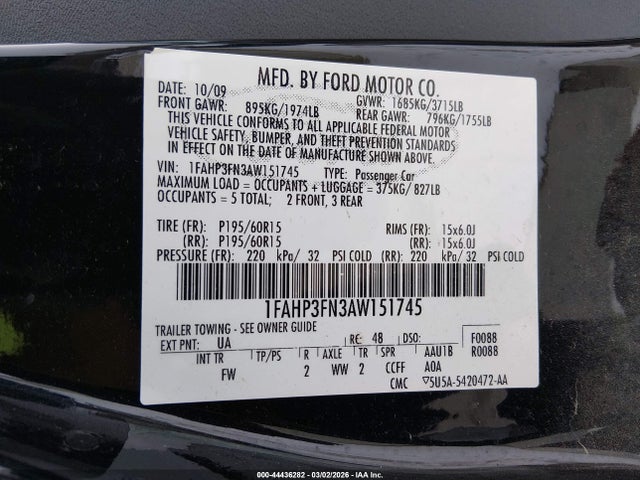 MFD. BY FORD MOTOR CO.
DATE: 10/09 GVWR: 1685KG/3715LB
FRONT GAWR: 895KG/1974LB REAR GAWR: 796KG/1755LB
THIS VEHICLE CONFORMS TO ALL APPLICABLE FEDERAL MOTOR
VEHICLE SAFETY, BUMPER, AND THEFT PREVENTION STANDARDS
IN EFFECT ON THE DATE OF MANUFACTURE SHOWN ABOVE.
VIN: 1FAHP3FN3AW151745 TYPE: Passenger Car
MAXIMUM LOAD = OCCUPANTS + LUGGAGE = 375KG/ 827LB
OCCUPANTS = 5 TOTAL; 2 FRONT, 3 REAR
TIRE (FR): P195/60R15 RIMS (FR): 15x6.0J
(RR) P195/60R15 (RR) 15x6.0J
PRESSURE (FR): 220 kPa/ 32 PSI COLD (RR): 220 kPa/ 32 PSI COLD
1FAHP3FN3AW151745
TRAILER TOWING - SEE OWNER GUIDE
EXT PNT: UA RC: 48 DSO: F0088
INT TR TP/PS R AXLE TR SPR AAU1B R0088
FW 2 WW 2 CCFF AOA
CMC 5U5A-5420472-AA
000-44436282 - 03/02/2026 - IAA, Inc.